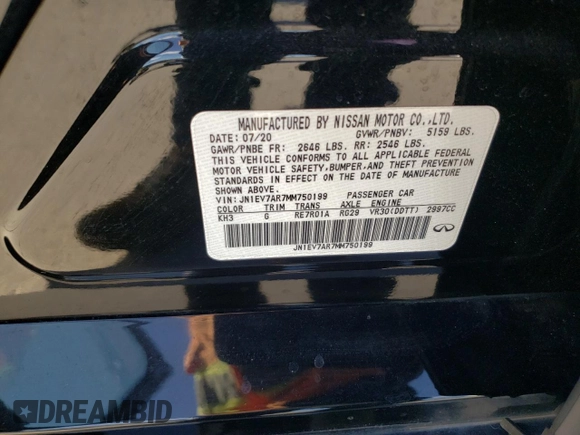 MANUFACTURED BY NISSAN MOTOR CO.,LTD.
DATE: 07/20 GVWR/PNBV: 5159 LBS.
GAWR/PNBE FR: 2646 LBS. RR: 2546 LBS.
THIS VEHICLE CONFORMS TO ALL APPLICABLE FEDERAL
MOTOR VEHICLE SAFETY,BUMPER,AND THEFT PREVENTION
STANDARDS IN EFFECT ON THE DATE OF MANUFACTURE
SHOWN ABOVE.
VIN: JN1EV7AR7MM750199 PASSENGER CAR
COLOR TRIM TRANS AXLE ENGINE
KH3 G RE7R01A RG29 VR30(DDTT) 2997CC
JN1EV7AR7MM750199
DREAMBID